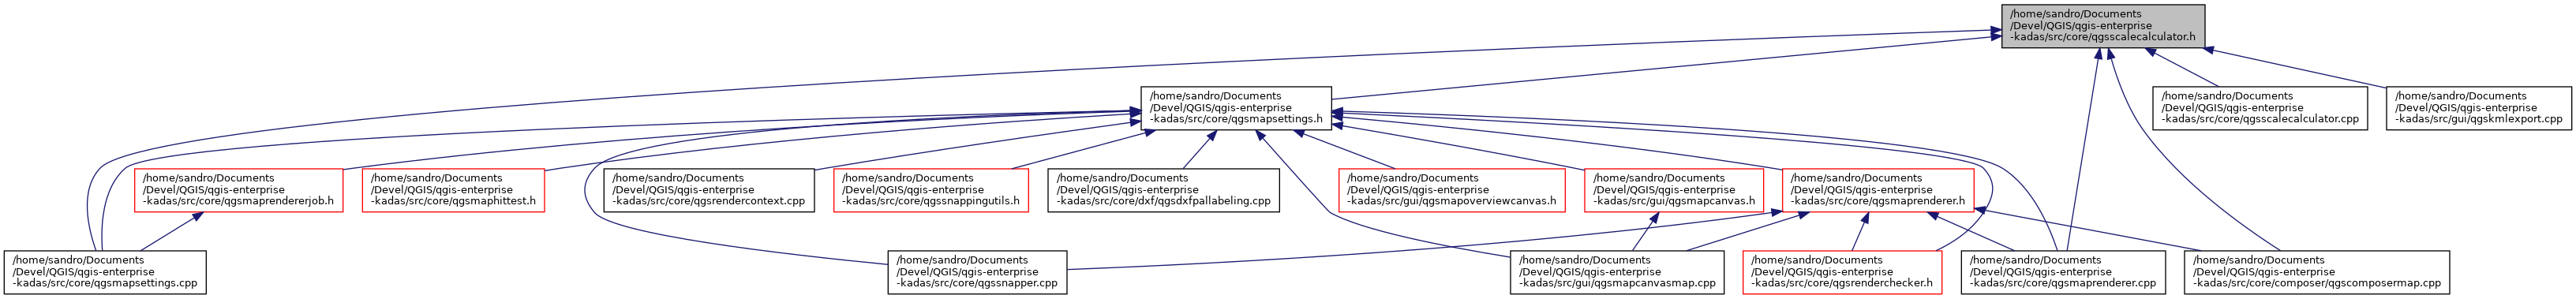 /home/sandro/Documents
/Devel/QGIS/qgis-enterprise
-kadas/src/core/qgsscalecalculator.h
/home/sandro/Documents
/Devel/QGIS/qgis-enterprise
-kadas/src/core/qgsmapsettings.h
/home/sandro/Documents
/Devel/QGIS/qgis-enterprise
-kadas/src/core/qgsscalecalculator.cpp
/home/sandro/Documents
/Devel/QGIS/qgis-enterprise
-kadas/src/gui/qgskmlexport.cpp
/home/sandro/Documents
/Devel/QGIS/qgis-enterprise
-kadas/src/core/qgsmaprendererjob.h
/home/sandro/Documents
/Devel/QGIS/qgis-enterprise
-kadas/src/core/qgsmaphittest.h
/home/sandro/Documents
/Devel/QGIS/qgis-enterprise
-kadas/src/core/qgsrendercontext.cpp
/home/sandro/Documents
/Devel/QGIS/qgis-enterprise
-kadas/src/core/qgssnappingutils.h
/home/sandro/Documents
/Devel/QGIS/qgis-enterprise
-kadas/src/core/dxf/qgsdxfpallabeling.cpp
/home/sandro/Documents
/Devel/QGIS/qgis-enterprise
-kadas/src/gui/qgsmapoverviewcanvas.h
/home/sandro/Documents
/Devel/QGIS/qgis-enterprise
-kadas/src/gui/qgsmapcanvas.h
/home/sandro/Documents
/Devel/QGIS/qgis-enterprise
-kadas/src/core/qgsmaprenderer.h
/home/sandro/Documents
/Devel/QGIS/qgis-enterprise
-kadas/src/core/qgsmapsettings.cpp
/home/sandro/Documents
/Devel/QGIS/qgis-enterprise
-kadas/src/core/qgssnapper.cpp
/home/sandro/Documents
/Devel/QGIS/qgis-enterprise
-kadas/src/gui/qgsmapcanvasmap.cpp
/home/sandro/Documents
/Devel/QGIS/qgis-enterprise
-kadas/src/core/qgsrenderchecker.h
/home/sandro/Documents
/Devel/QGIS/qgis-enterprise
-kadas/src/core/qgsmaprenderer.cpp
/home/sandro/Documents
/Devel/QGIS/qgis-enterprise
-kadas/src/core/composer/qgscomposermap.cpp